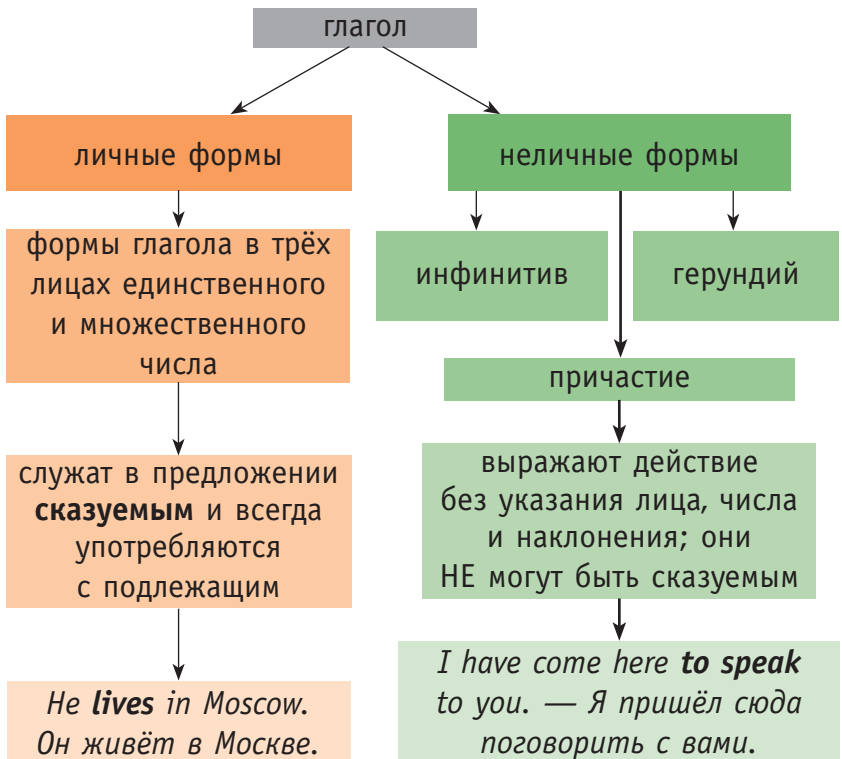 глагол
личные формы
формы глагола в трёх
лицах единственного
и множественного
числа
служат в предложении
сказуемым и всегда
употребляются
с подлежащим
He lives in Moscow.
Он живёт в Москве.
неличные формы
инфинитив
герундий
причастие
выражают действие
без указания лица, числа
и наклонения; они
НЕ могут быть сказуемым
I have come here to speak
to you. — Я пришёл сюда
поговорить с вами.